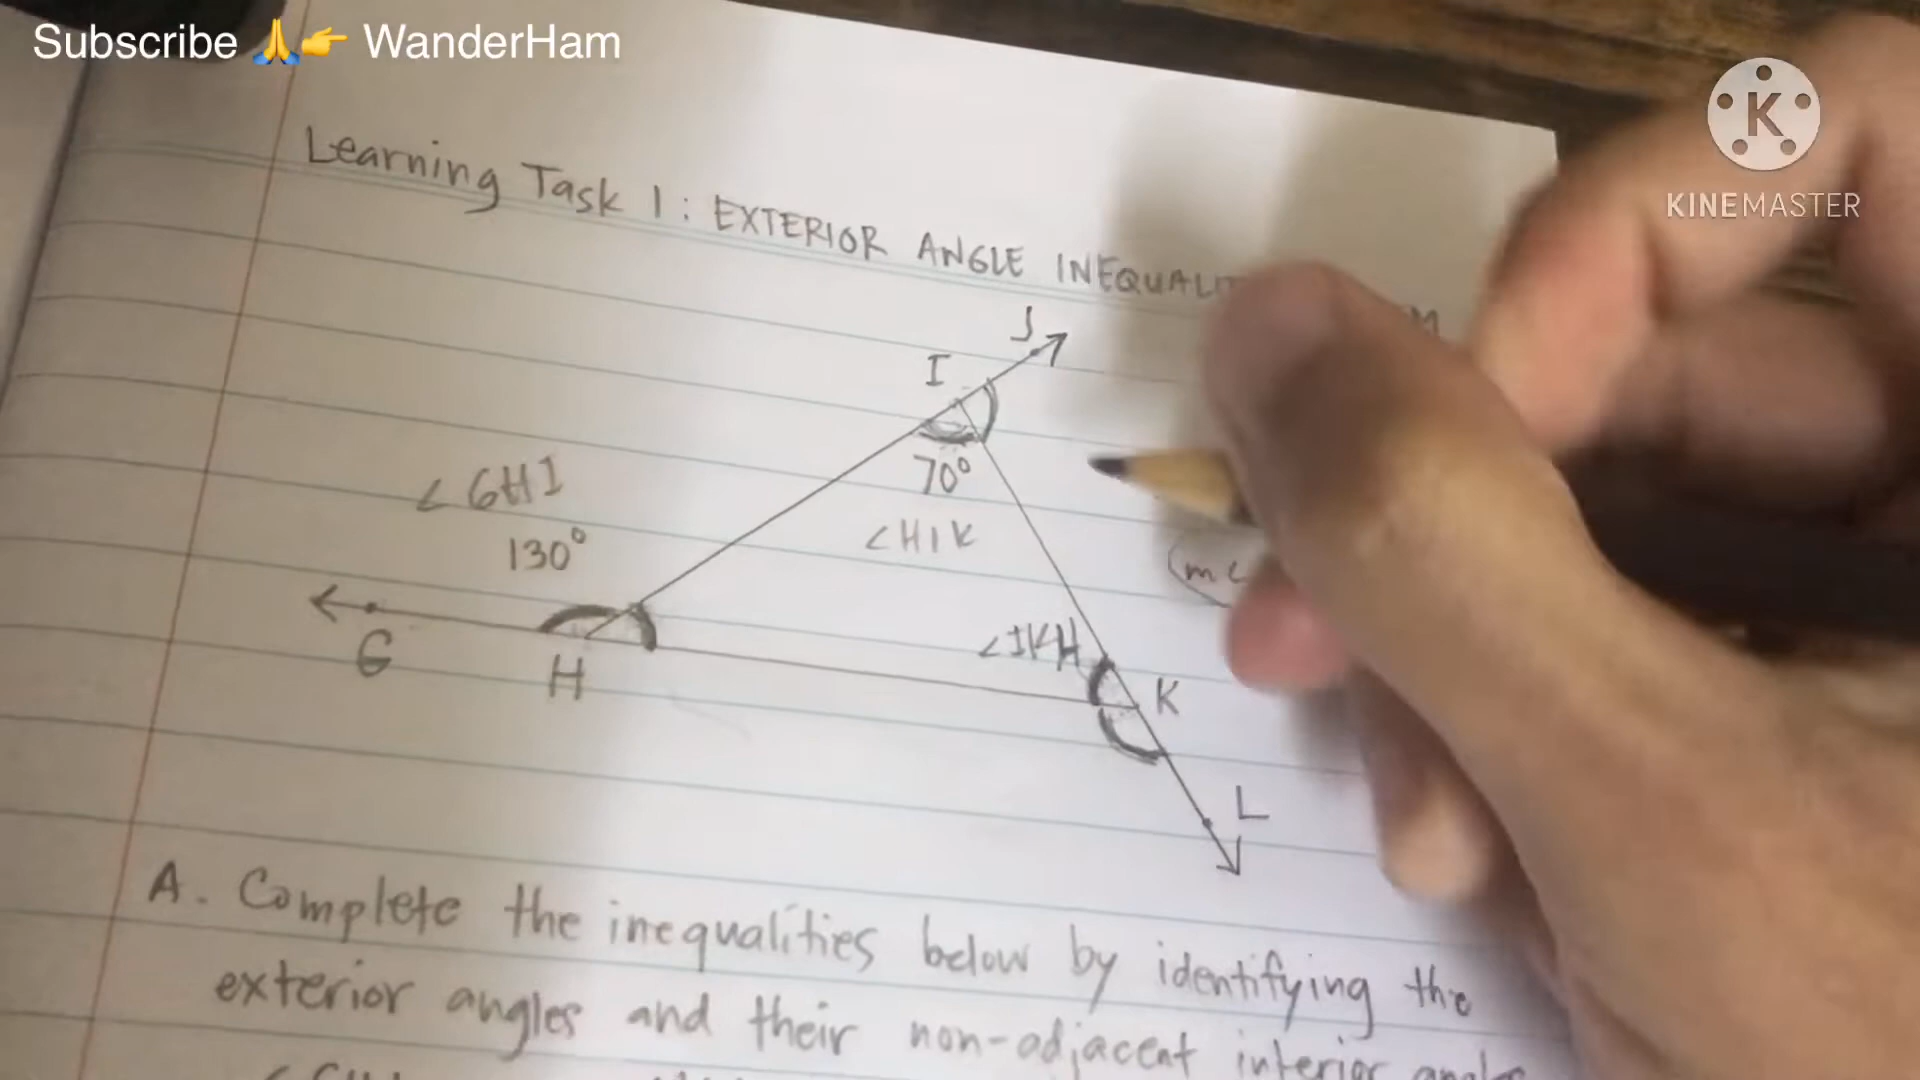 Subscribe 🙏👉 WanderHam
K
KINEMASTER
Learning Task 1: EXTERIOR ANGLE
J
I
70°
∠GHI
130°
∠HIK
∠IKH
G
H
K
L
A. Complete the inequalities below by identifying the
exterior angles and their non-adjacent interior